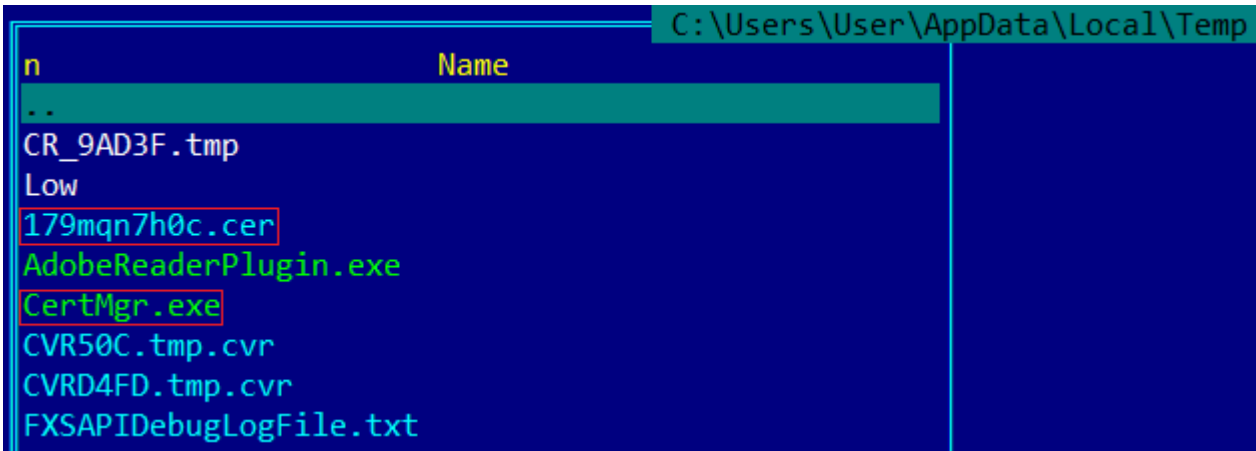 C:\Users\User\AppData\Local\Temp
n Name
..
CR_9AD3F.tmp
Low
179mqn7h0c.cer
AdobeReaderPlugin.exe
CertMgr.exe
CVR50C.tmp.cvr
CVRD4FD.tmp.cvr
FXSAPIDebugLogFile.txt